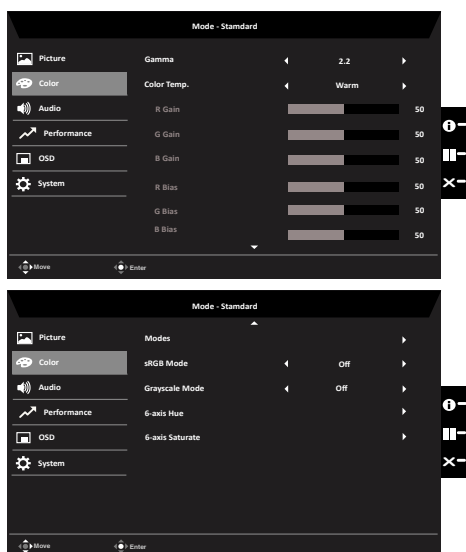 Mode - Standard
Picture
Gamma 2.2
Color
Color Temp. Warm
Audio
R Gain 50
Performance
G Gain 50
OSD
B Gain 50
System
R Bias 50
G Bias 50
B Bias 50
Move Enter
Mode - Standard
Picture
Modes
Color
sRGB Mode Off
Audio
Grayscale Mode Off
Performance
6-axis Hue
OSD
6-axis Saturate
System
Move Enter